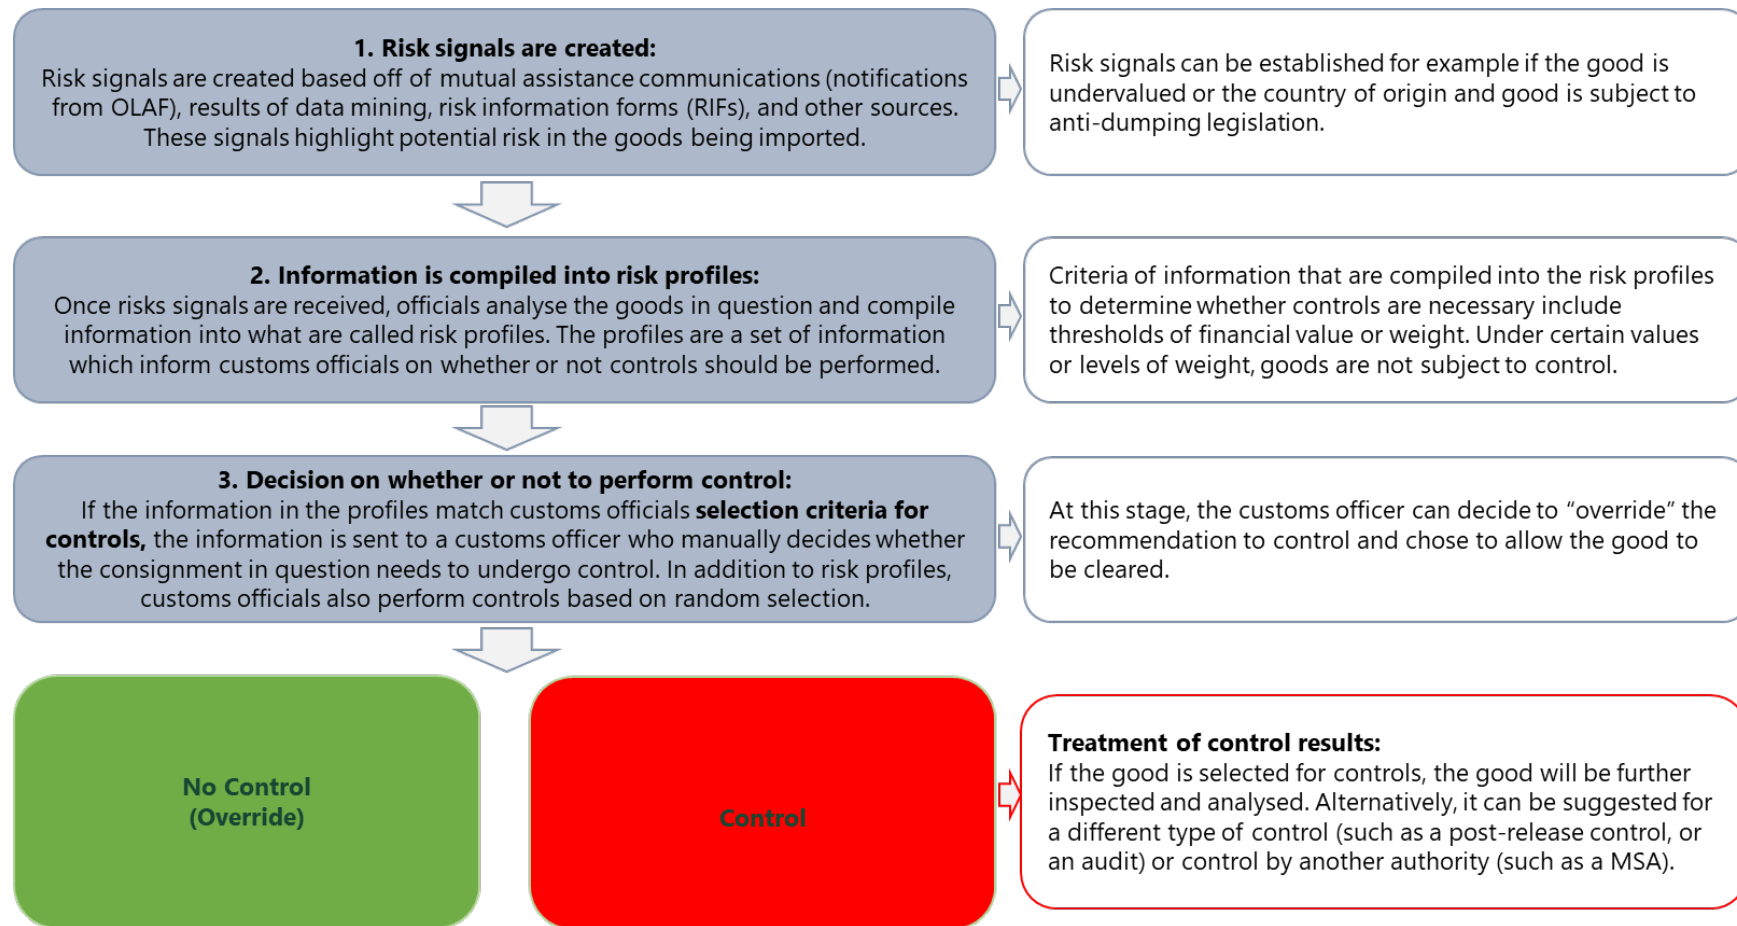 1. Risk signals are created:
Risk signals are created based off of mutual assistance communications (notifications
from OLAF), results of data mining, risk information forms (RIFs), and other sources.
These signals highlight potential risk in the goods being imported.
Risk signals can be established for example if the good is
undervalued or the country of origin and good is subject to
anti-dumping legislation.
2. Information is compiled into risk profiles:
Once risks signals are received, officials analyse the goods in question and compile
information into what are called risk profiles. The profiles are a set of information
which inform customs officials on whether or not controls should be performed.
Criteria of information that are compiled into the risk profiles
to determine whether controls are necessary include
thresholds of financial value or weight. Under certain values
or levels of weight, goods are not subject to control.
3. Decision on whether or not to perform control:
If the information in the profiles match customs officials selection criteria for
controls, the information is sent to a customs officer who manually decides whether
the consignment in question needs to undergo control. In addition to risk profiles,
customs officials also perform controls based on random selection.
At this stage, the customs officer can decide to “override” the
recommendation to control and chose to allow the good to
be cleared.
No Control
(Override)
Control
Treatment of control results:
If the good is selected for controls, the good will be further
inspected and analysed. Alternatively, it can be suggested for
a different type of control (such as a post-release control, or
an audit) or control by another authority (such as a MSA).